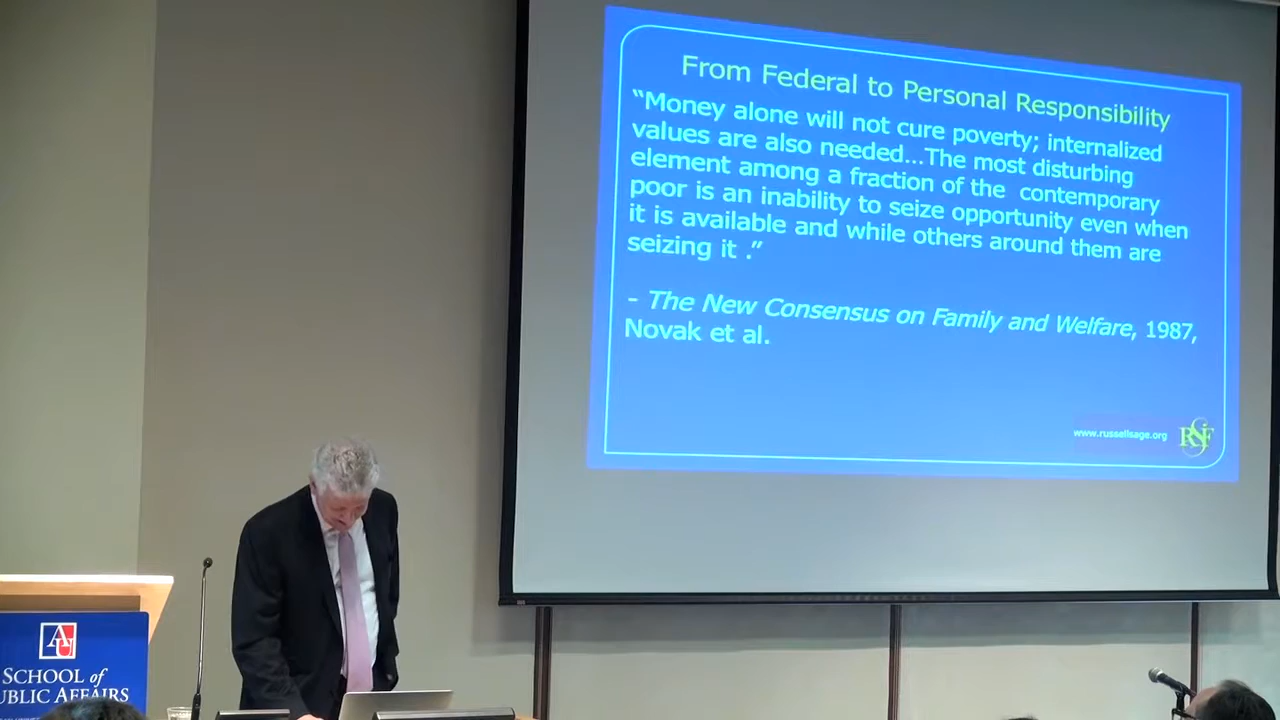 From Federal to Personal Responsibility
“Money alone will not cure poverty; internalized
values are also needed...The most disturbing
element among a fraction of the contemporary
poor is an inability to seize opportunity even when
it is available and while others around them are
seizing it .”
- The New Consensus on Family and Welfare, 1987,
Novak et al.
www.russellsage.org
RSF
AU
SCHOOL of
UBLIC AFFAIRS